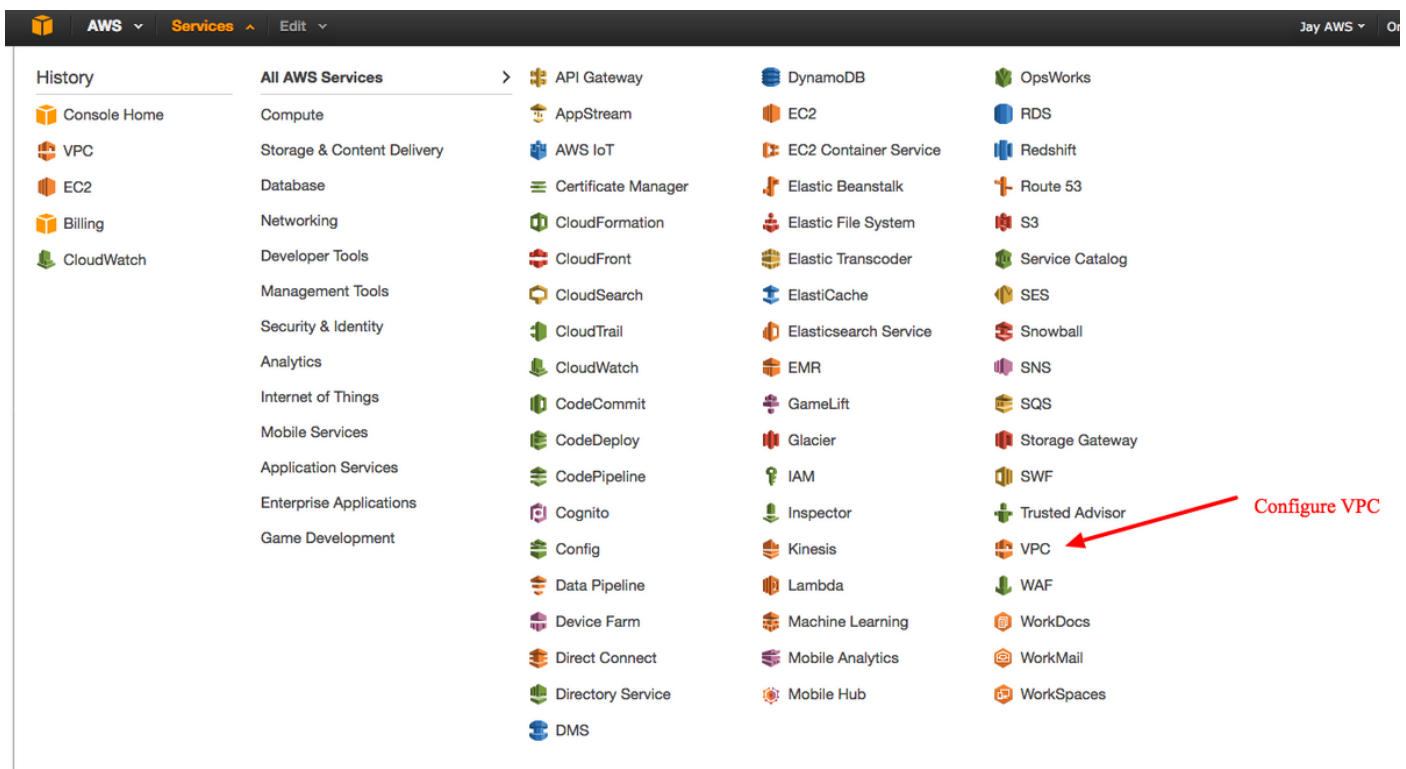 AWS Services Edit Jay AWS Or
History
Console Home
VPC
EC2
Billing
CloudWatch
All AWS Services
Compute
Storage & Content Delivery
Database
Networking
Developer Tools
Management Tools
Security & Identity
Analytics
Internet of Things
Mobile Services
Application Services
Enterprise Applications
Game Development
API Gateway
AppStream
AWS IoT
Certificate Manager
CloudFormation
CloudFront
CloudSearch
CloudTrail
CloudWatch
CodeCommit
CodeDeploy
CodePipeline
Cognito
Config
Data Pipeline
Device Farm
Direct Connect
Directory Service
DMS
DynamoDB
EC2
EC2 Container Service
Elastic Beanstalk
Elastic File System
Elastic Transcoder
ElastiCache
Elasticsearch Service
EMR
GameLift
Glacier
IAM
Inspector
Kinesis
Lambda
Machine Learning
Mobile Analytics
Mobile Hub
OpsWorks
RDS
Redshift
Route 53
S3
Service Catalog
SES
Snowball
SNS
SQS
Storage Gateway
SWF
Trusted Advisor
VPC
WAF
WorkDocs
WorkMail
WorkSpaces
Configure VPC